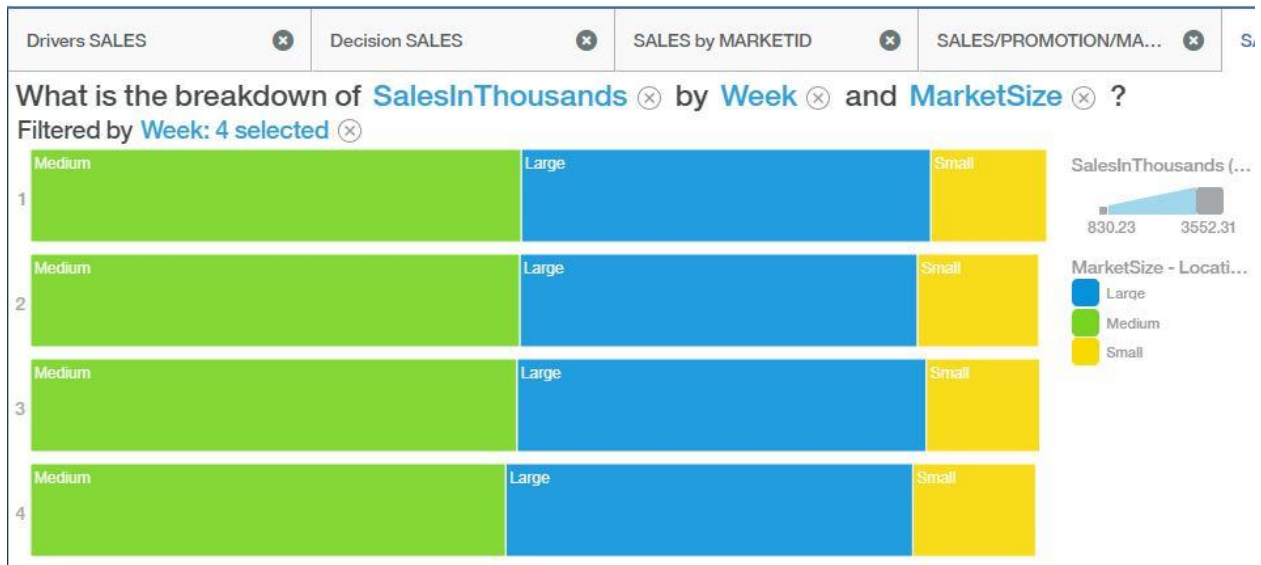 Drivers SALES Decision SALES SALES by MARKETID SALES/PROMOTION/MA... SA
What is the breakdown of SalesInThousands by Week and MarketSize ?
Filtered by Week: 4 selected
Medium Large Small
1
Medium Large Small
2
Medium Large Small
3
Medium Large Small
4
SalesInThousands (...
830.23 3552.31
MarketSize - Locati...
Large
Medium
Small